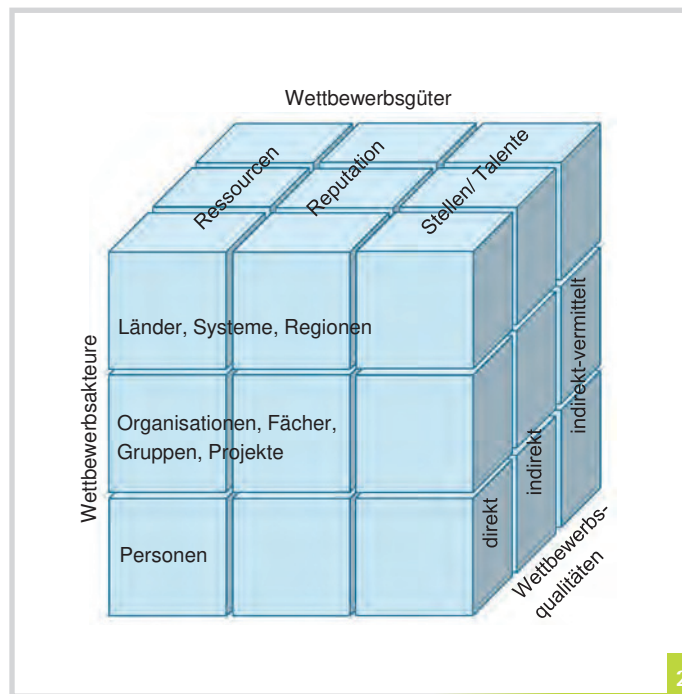 Wettbewerbsgüter
Ressourcen
Reputation
Stellen/ Talente
Wettbewerbsakteure
Länder, Systeme, Regionen
Organisationen, Fächer,
Gruppen, Projekte
Personen
direkt
indirekt
indirekt-vermittelt
Wettbewerbs-
qualitäten
2